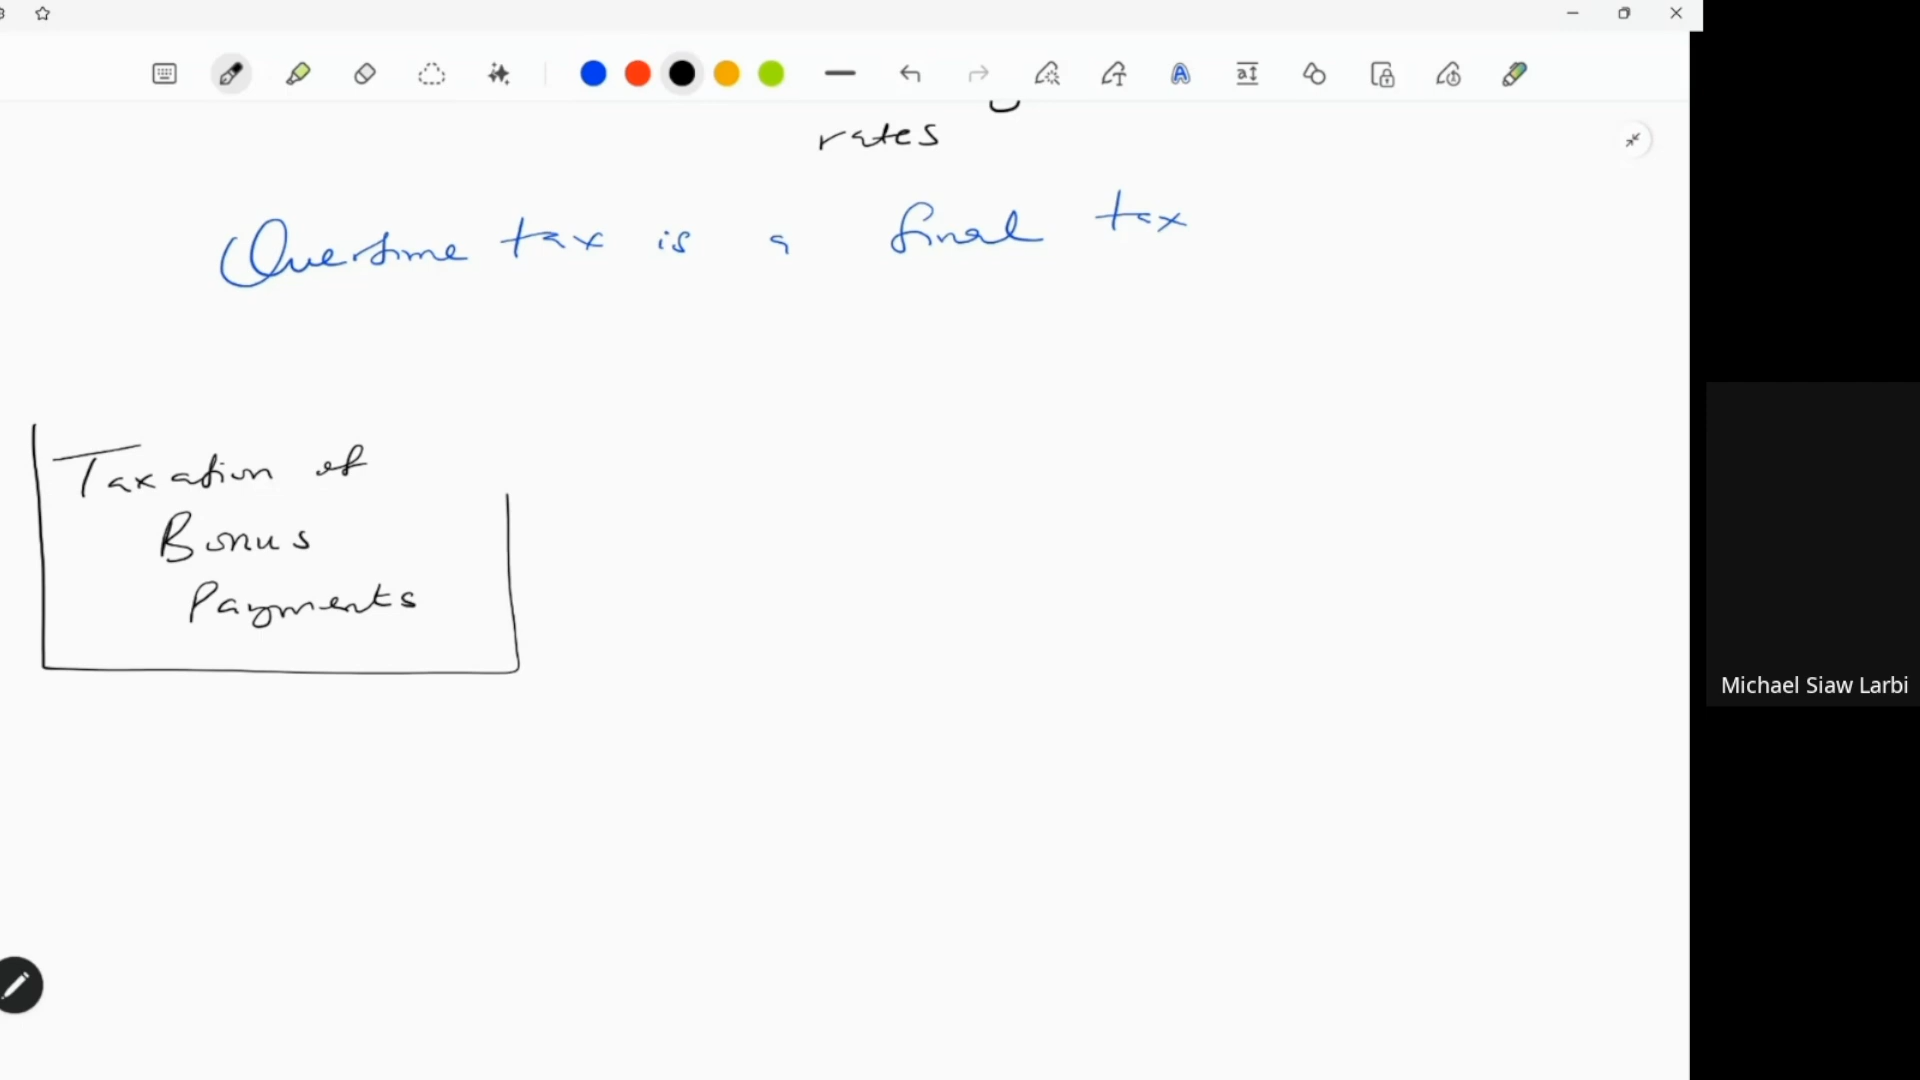 rates
Overtime tax is a final tax
Taxation of
Bonus
Payments
Michael Siaw Larbi